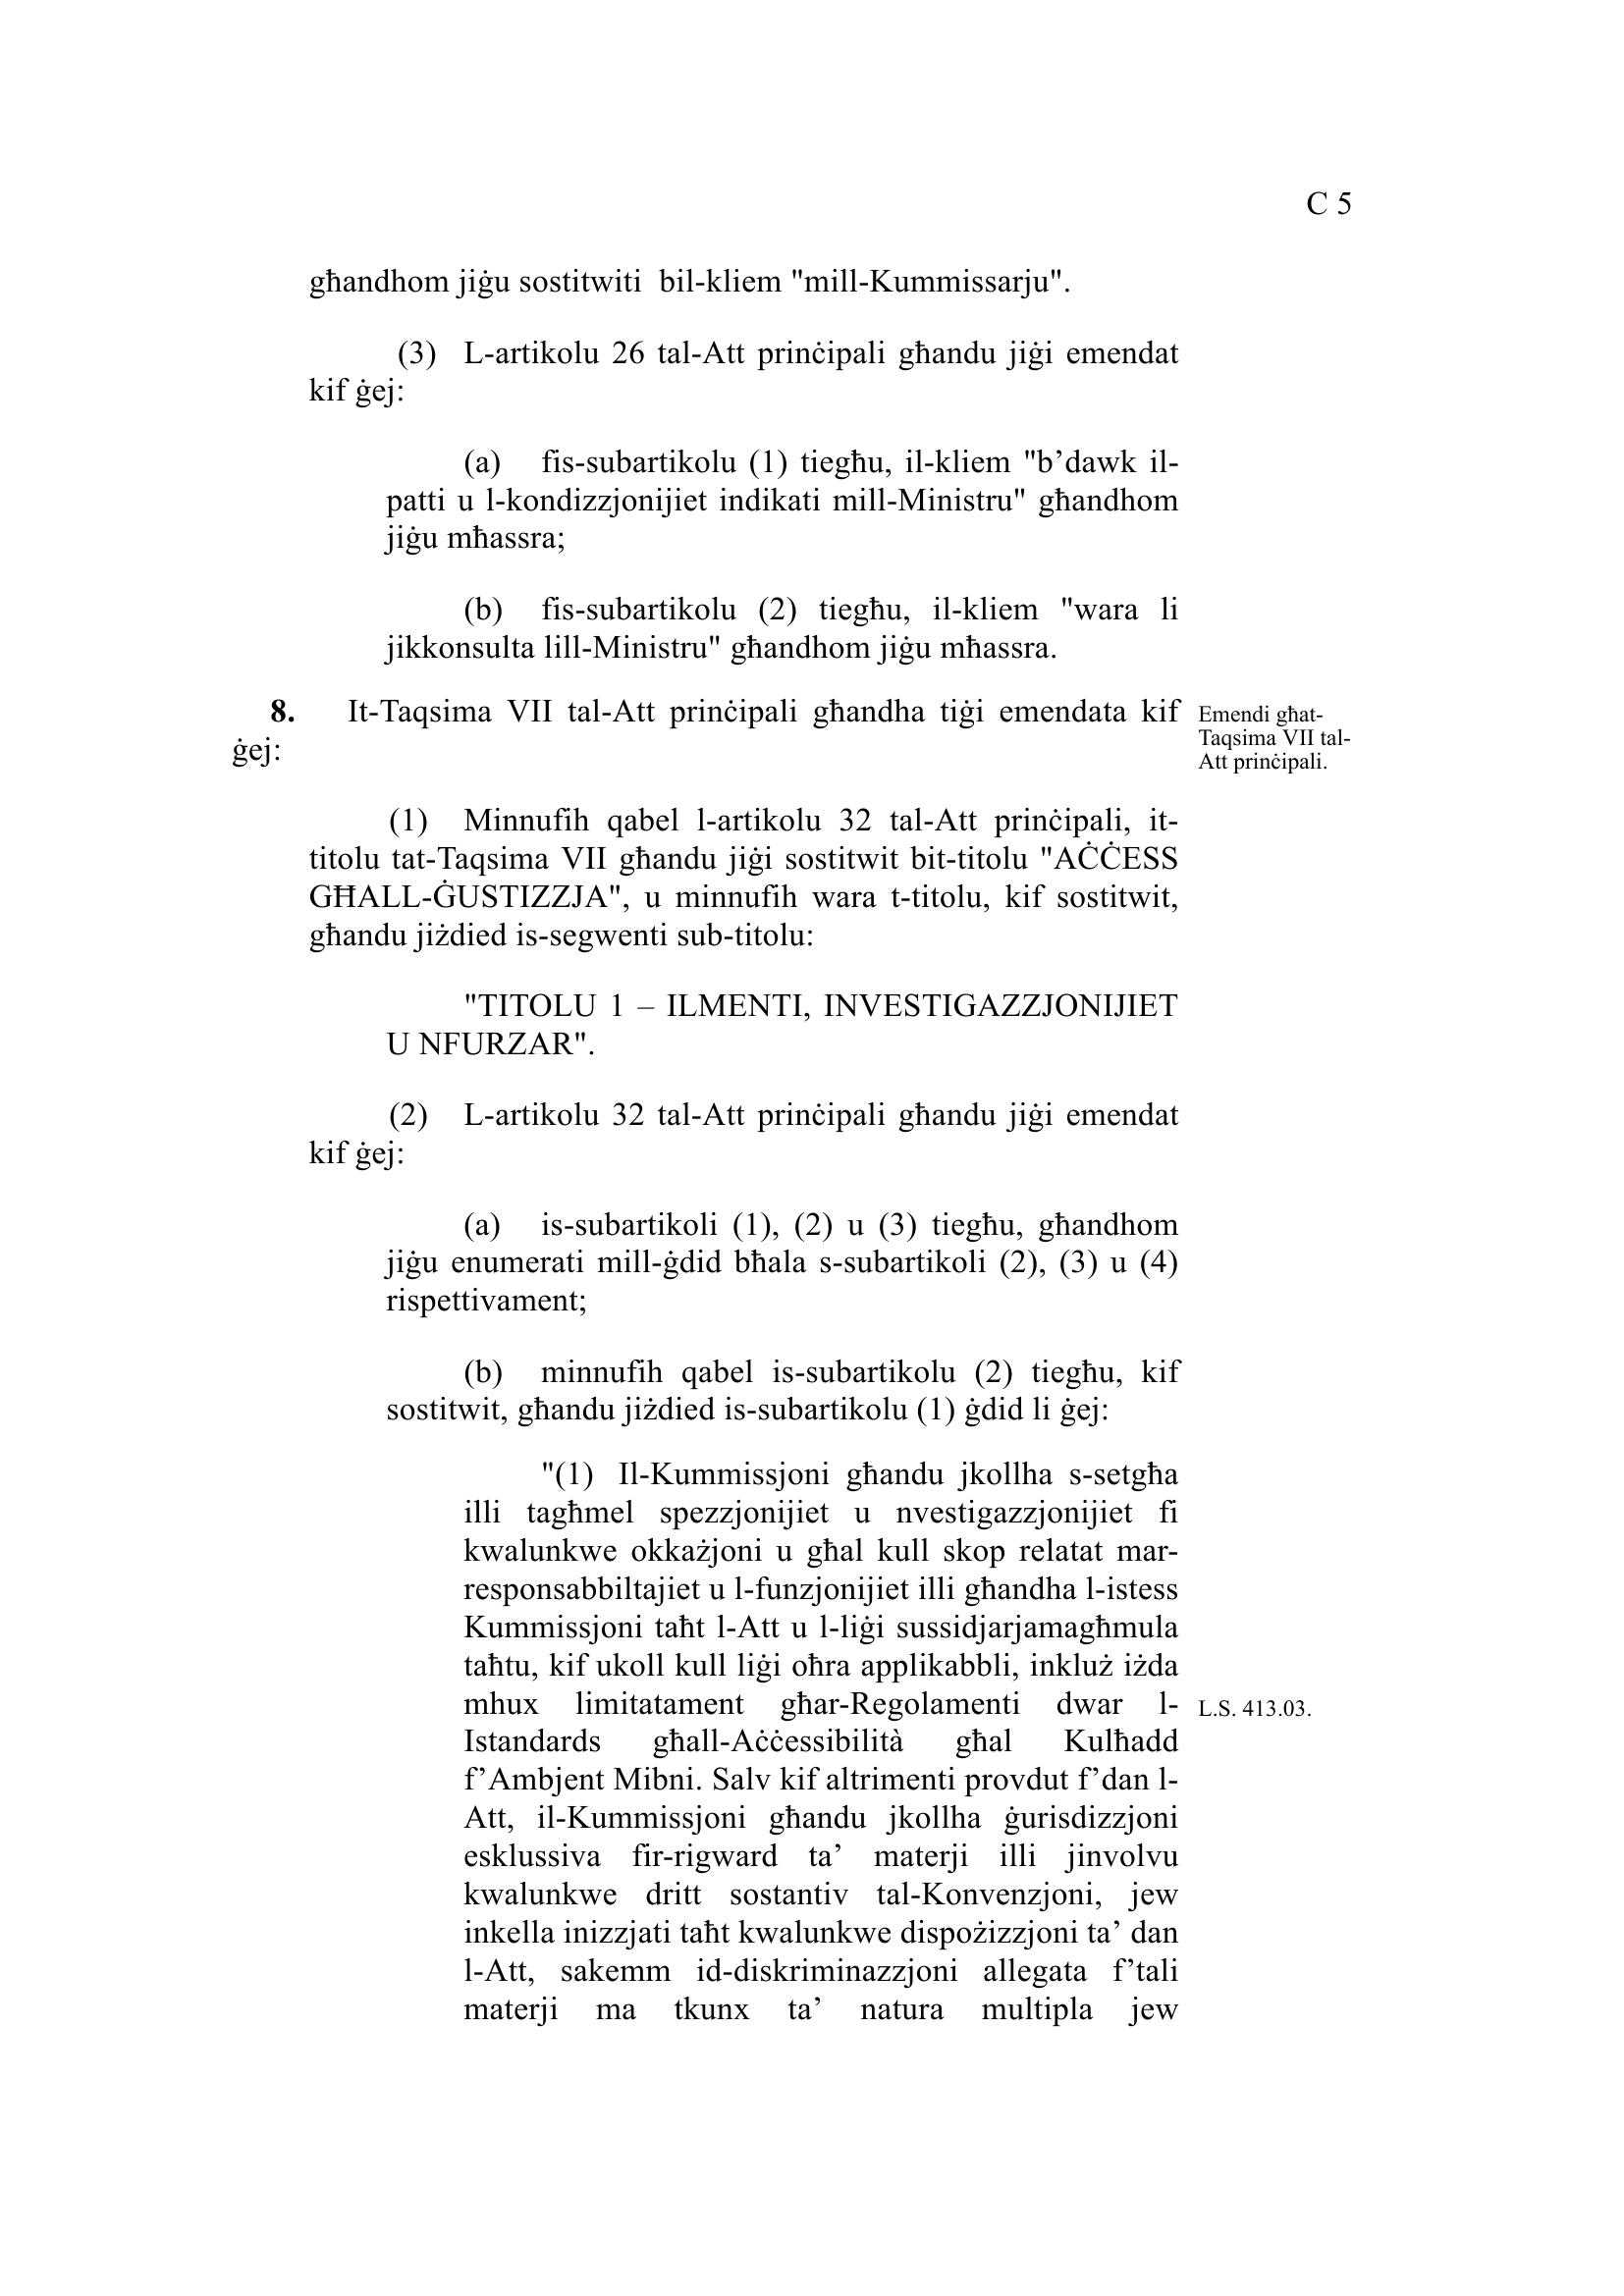 C 5
għandhom jiġu sostitwiti  bil-kliem "mill-Kummissarju".
(3) L-artikolu 26 tal-Att prinċipali għandu jiġi emendat
kif ġej:
(a) fis-subartikolu (1) tiegħu, il-kliem "b’dawk il-
patti u l-kondizzjonijiet indikati mill-Ministru" għandhom
jiġu mħassra;
(b) fis-subartikolu (2) tiegħu, il-kliem "wara li
jikkonsulta lill-Ministru" għandhom jiġu mħassra.
8. It-Taqsima VII tal-Att prinċipali għandha tiġi emendata kif
ġej:
Emendi għat-
Taqsima VII tal-
Att prinċipali.
(1) Minnufih qabel l-artikolu 32 tal-Att prinċipali, it-
titolu tat-Taqsima VII għandu jiġi sostitwit bit-titolu "AĊĊESS
GĦALL-ĠUSTIZZJA", u minnufih wara t-titolu, kif sostitwit,
għandu jiżdied is-segwenti sub-titolu:
"TITOLU 1 – ILMENTI, INVESTIGAZZJONIJIET
U NFURZAR".
(2) L-artikolu 32 tal-Att prinċipali għandu jiġi emendat
kif ġej:
(a) is-subartikoli (1), (2) u (3) tiegħu, għandhom
jiġu enumerati mill-ġdid bħala s-subartikoli (2), (3) u (4)
rispettivament;
(b) minnufih qabel is-subartikolu (2) tiegħu, kif
sostitwit, għandu jiżdied is-subartikolu (1) ġdid li ġej:
"(1) Il-Kummissjoni għandu jkollha s-setgħa
illi tagħmel spezzjonijiet u nvestigazzjonijiet fi
kwalunkwe okkażjoni u għal kull skop relatat mar-
responsabbiltajiet u l-funzjonijiet illi għandha l-istess
Kummissjoni taħt l-Att u l-liġi sussidjarjamagħmula
taħtu, kif ukoll kull liġi oħra applikabbli, inkluż iżda
mhux limitatament għar-Regolamenti dwar l-
L.S. 413.03.
Istandards għall-Aċċessibilità għal Kulħadd
f’Ambjent Mibni. Salv kif altrimenti provdut f’dan l-
Att, il-Kummissjoni għandu jkollha ġurisdizzjoni
esklussiva fir-rigward ta’ materji illi jinvolvu
kwalunkwe dritt sostantiv tal-Konvenzjoni, jew
inkella inizzjati taħt kwalunkwe dispożizzjoni ta’ dan
l-Att, sakemm id-diskriminazzjoni allegata f’tali
materji ma tkunx ta’ natura multipla jew